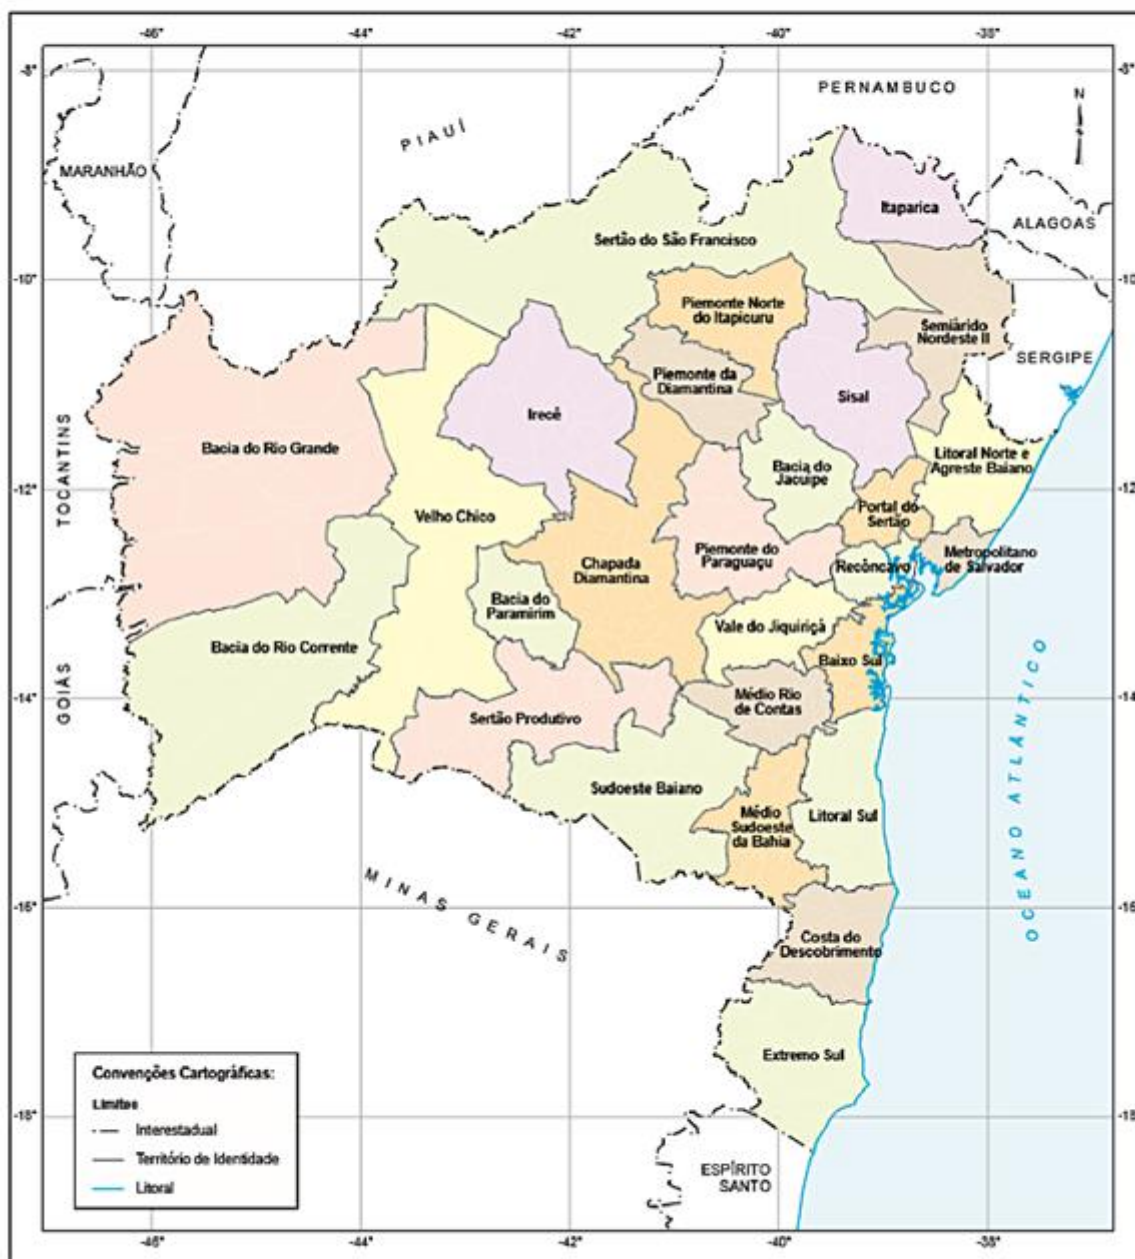 -46°
-44°
-42°
-40°
-38°
-8°
-8°
PERNAMBUCO
N
PIAUÍ
MARANHÃO
Itaparica
ALAGOAS
Sertão do São Francisco
-10°
-10°
Piemonte Norte
do Itapicuru
Semiárido
Nordeste II
SERGIPE
Piemonte da
Diamantina
Sisal
Irecê
Bacia do Rio Grande
Litoral Norte e
Agreste Baiano
Bacia do
Jacuipe
TOCANTINS
-12°
-12°
Velho Chico
Portal do
Sertão
Chapada
Diamantina
Piemonte do
Paraguaçu
Recôncavo
Metropolitano
de Salvador
Bacia do
Paramirim
Vale do Jiquiriçá
Bacia do Rio Corrente
Baixo Sul
GOIÁS
-14°
-14°
Médio Rio
de Contas
Sertão Produtivo
OCEANO ATLÂNTICO
Sudoeste Baiano
Médio
Sudoeste
da Bahia
Litoral Sul
MINAS GERAIS
-16°
-16°
Costa do
Descobrimento
Extremo Sul
Convenções Cartográficas:
Limites
Interestadual
Território de Identidade
Litoral
-18°
-18°
ESPÍRITO
SANTO
-46°
-44°
-42°
-40°
-38°